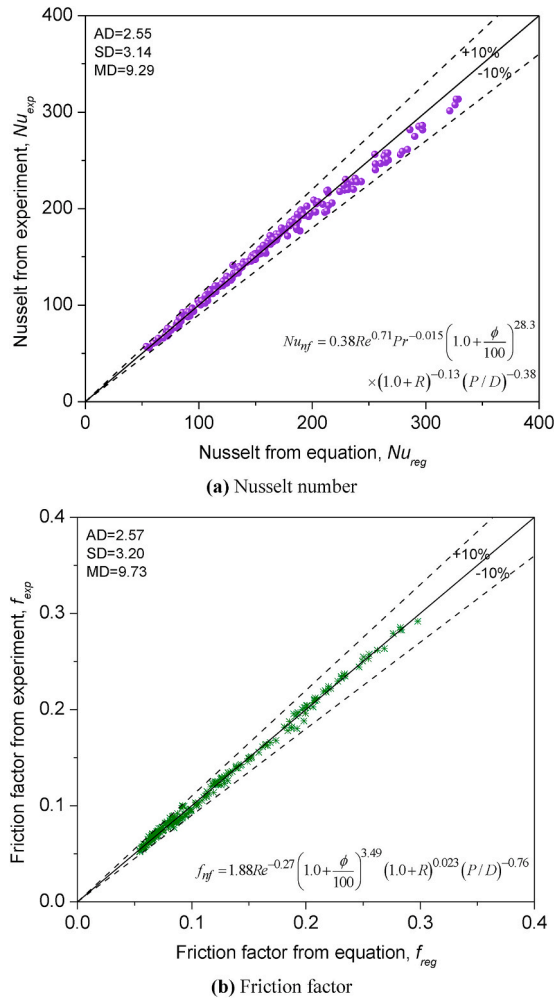 400
AD=2.55
SD=3.14
MD=9.29
+10%
-10%
300
200
100
0
Nusselt from experiment, Nu_exp
Nu_nf = 0.38Re^0.71 Pr^−0.015 (1.0+ϕ/100)^28.3
×(1.0+R)^−0.13 (P/D)^−0.38
0 100 200 300 400
Nusselt from equation, Nu_reg
(a) Nusselt number
0.4
AD=2.57
SD=3.20
MD=9.73
+10%
-10%
0.3
0.2
0.1
0.0
Friction factor from experiment, f_exp
f_nf = 1.88Re^−0.27 (1.0+ϕ/100)^3.49 (1.0+R)^0.023 (P/D)^−0.76
0.0 0.1 0.2 0.3 0.4
Friction factor from equation, f_reg
(b) Friction factor